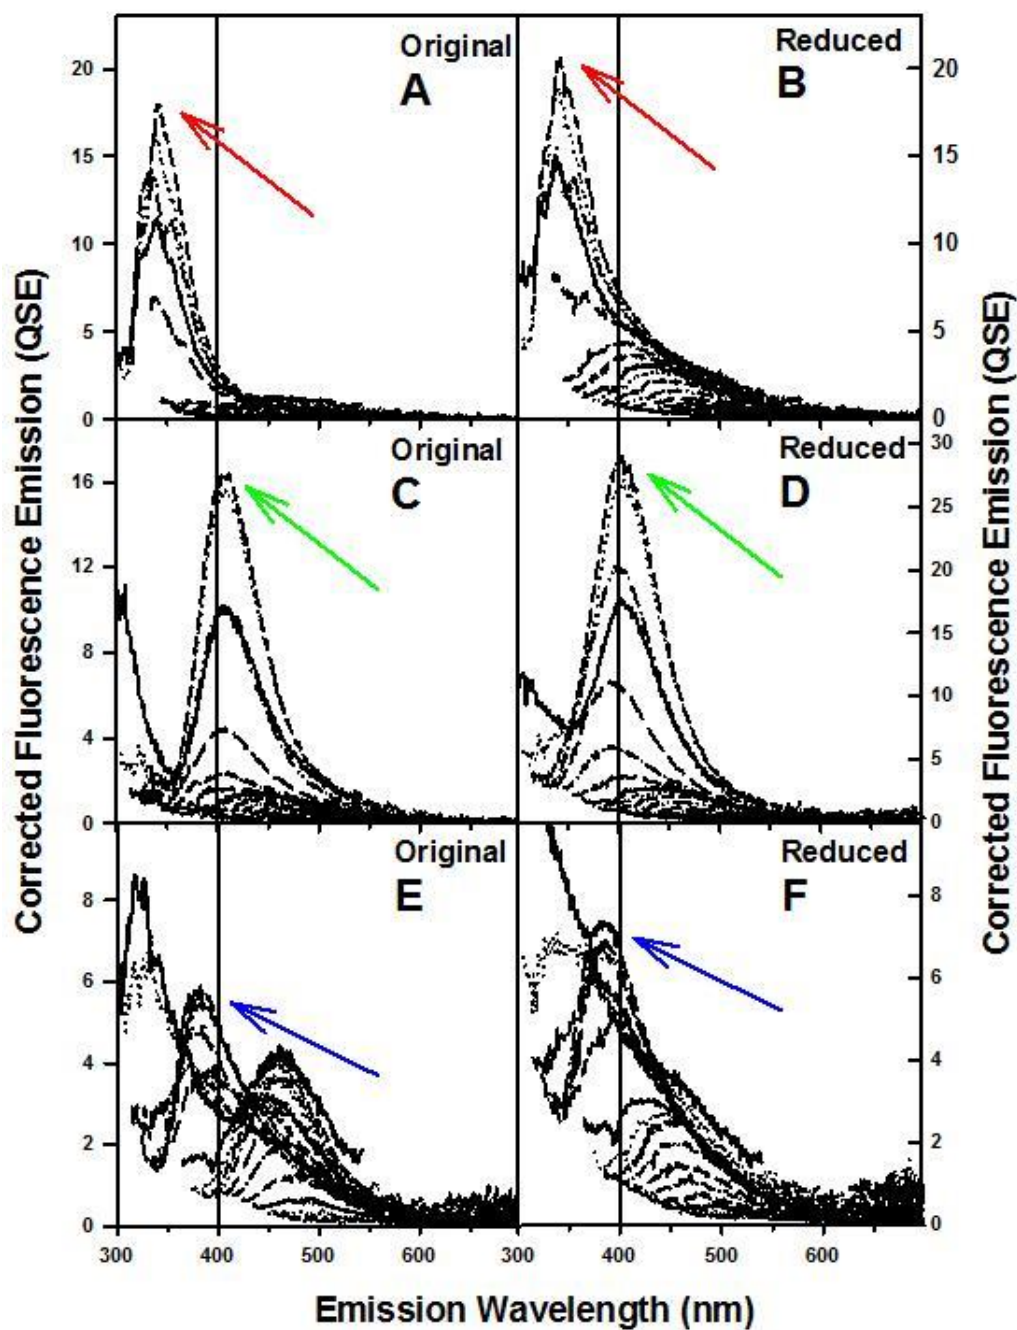 Original
A
Reduced
B
20
15
10
5
0
20
15
10
5
0
Original
C
Reduced
D
16
12
8
4
0
30
25
20
15
10
5
0
Original
E
Reduced
F
8
6
4
2
0
8
6
4
2
0
300
400
500
600
300
400
500
600
Corrected Fluorescence Emission (QSE)
Corrected Fluorescence Emission (QSE)
Emission Wavelength (nm)